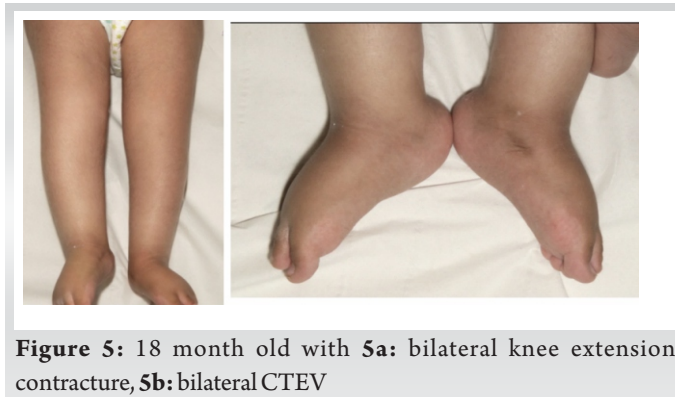 Figure 5: 18 month old with 5a: bilateral knee extension
contracture, 5b: bilateral CTEV